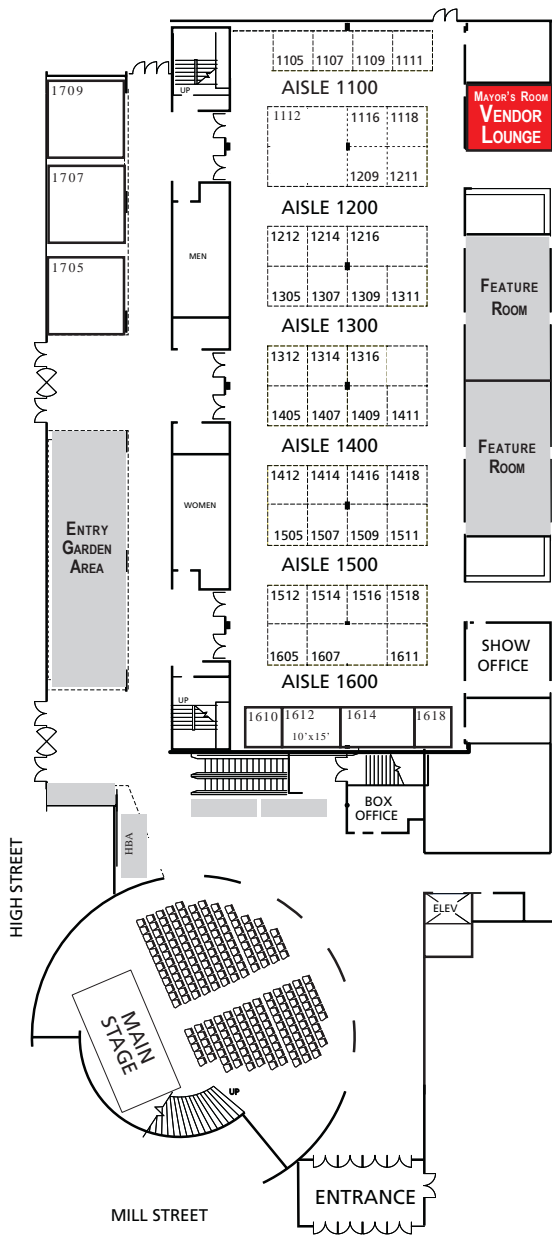 1105 1107 1109 1111
1709
UP
AISLE 1100
MAYOR'S ROOM
VENDOR
LOUNGE
1112 1116 1118
1209 1211
1707
AISLE 1200
1212 1214 1216
MEN
1705
1305 1307 1309 1311
FEATURE
ROOM
AISLE 1300
1312 1314 1316
1405 1407 1409 1411
AISLE 1400
FEATURE
ROOM
1412 1414 1416 1418
WOMEN
1505 1507 1509 1511
ENTRY
GARDEN
AREA
AISLE 1500
1512 1514 1516 1518
1605 1607 1611
SHOW
OFFICE
AISLE 1600
UP
1610 1612 1614 1618
10'x15'
BOX
OFFICE
HBA
HIGH STREET
ELEV
MAIN
STAGE
UP
ENTRANCE
MILL STREET